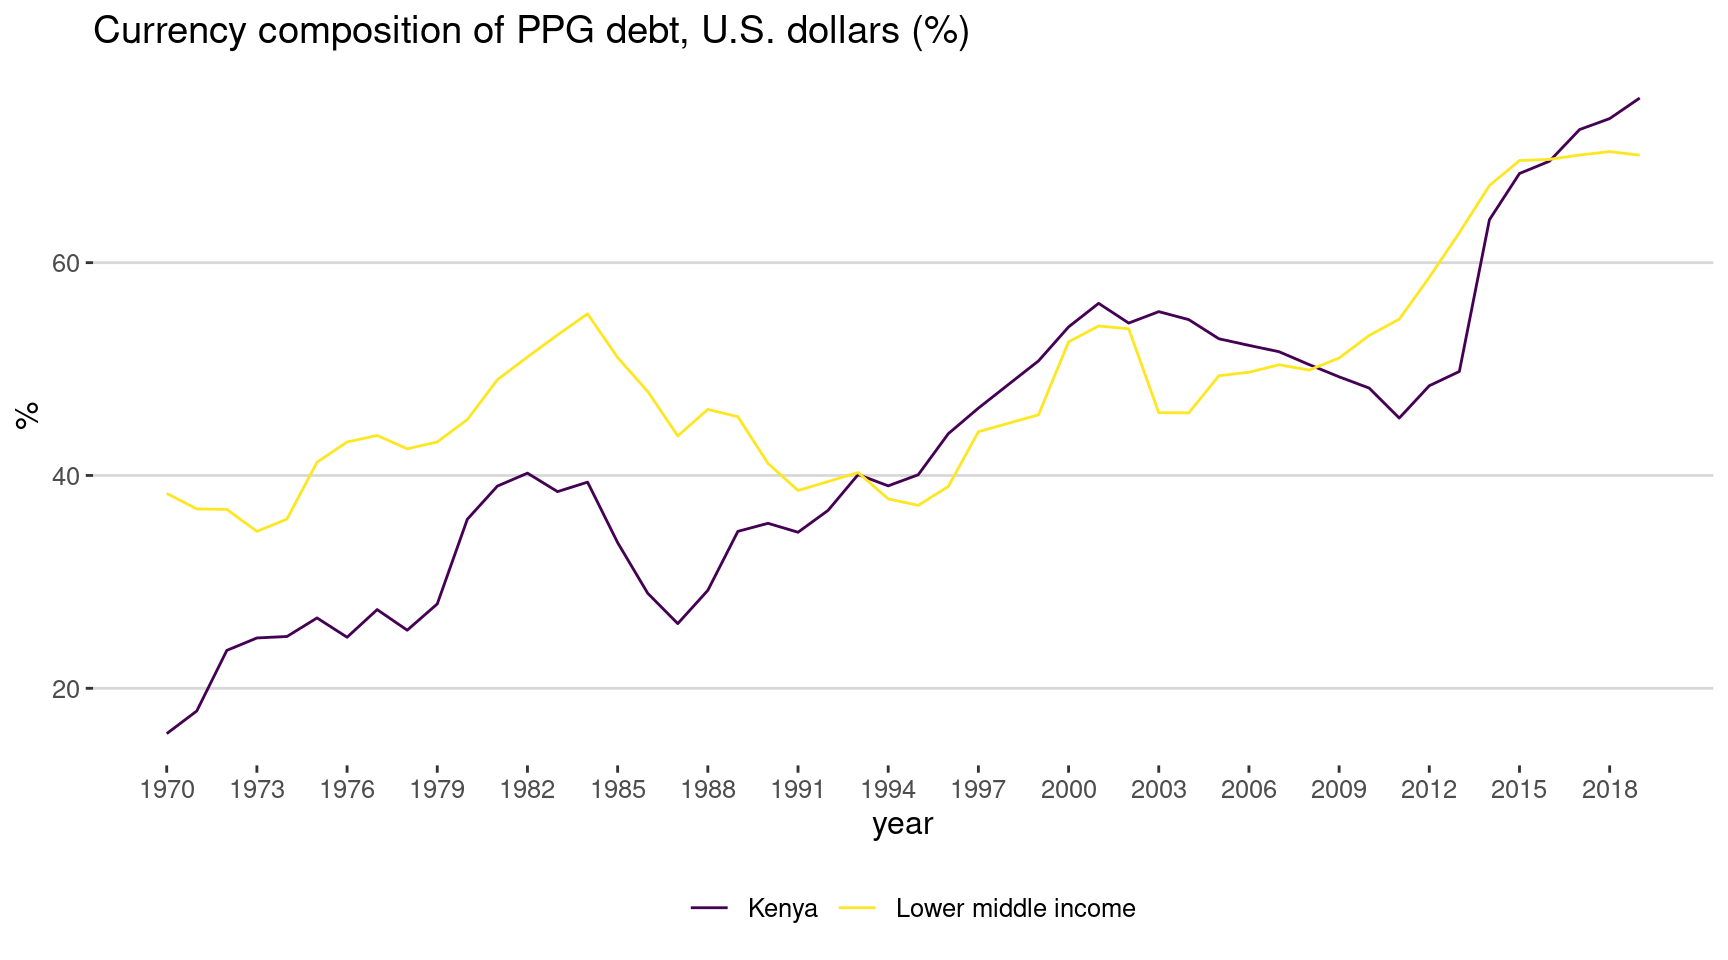 Currency composition of PPG debt, U.S. dollars (%)
%
60
40
20
1970 1973 1976 1979 1982 1985 1988 1991 1994 1997 2000 2003 2006 2009 2012 2015 2018
year
Kenya Lower middle income